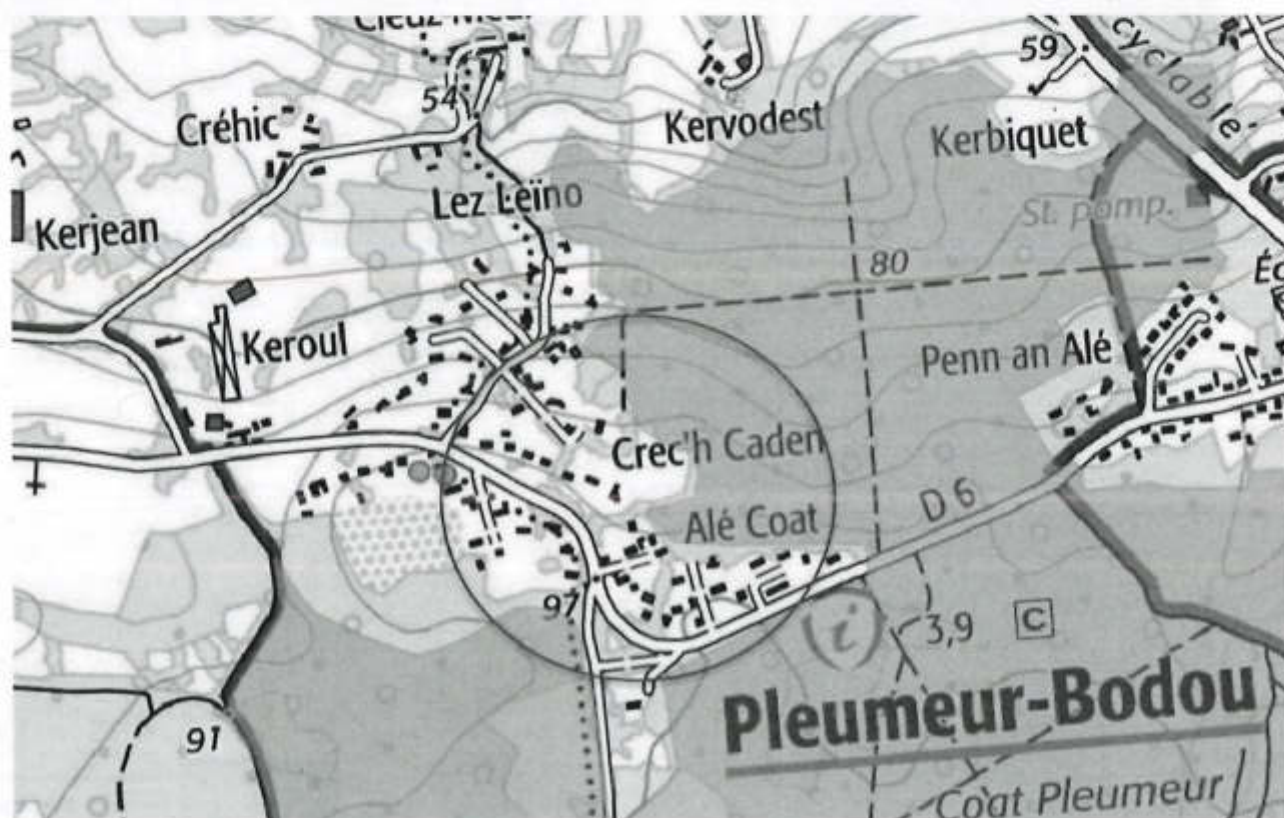 cyclable
59
54
Créhic
Kervodest
Kerbiquet
Lez Leïno
St. pomp.
Kerjean
80
Keroul
Penn an Alé
Crec'h Caden
D 6
Alé Coat
97
i
3,9
C
Pleumeur-Bodou
91
Coat Pleumeur